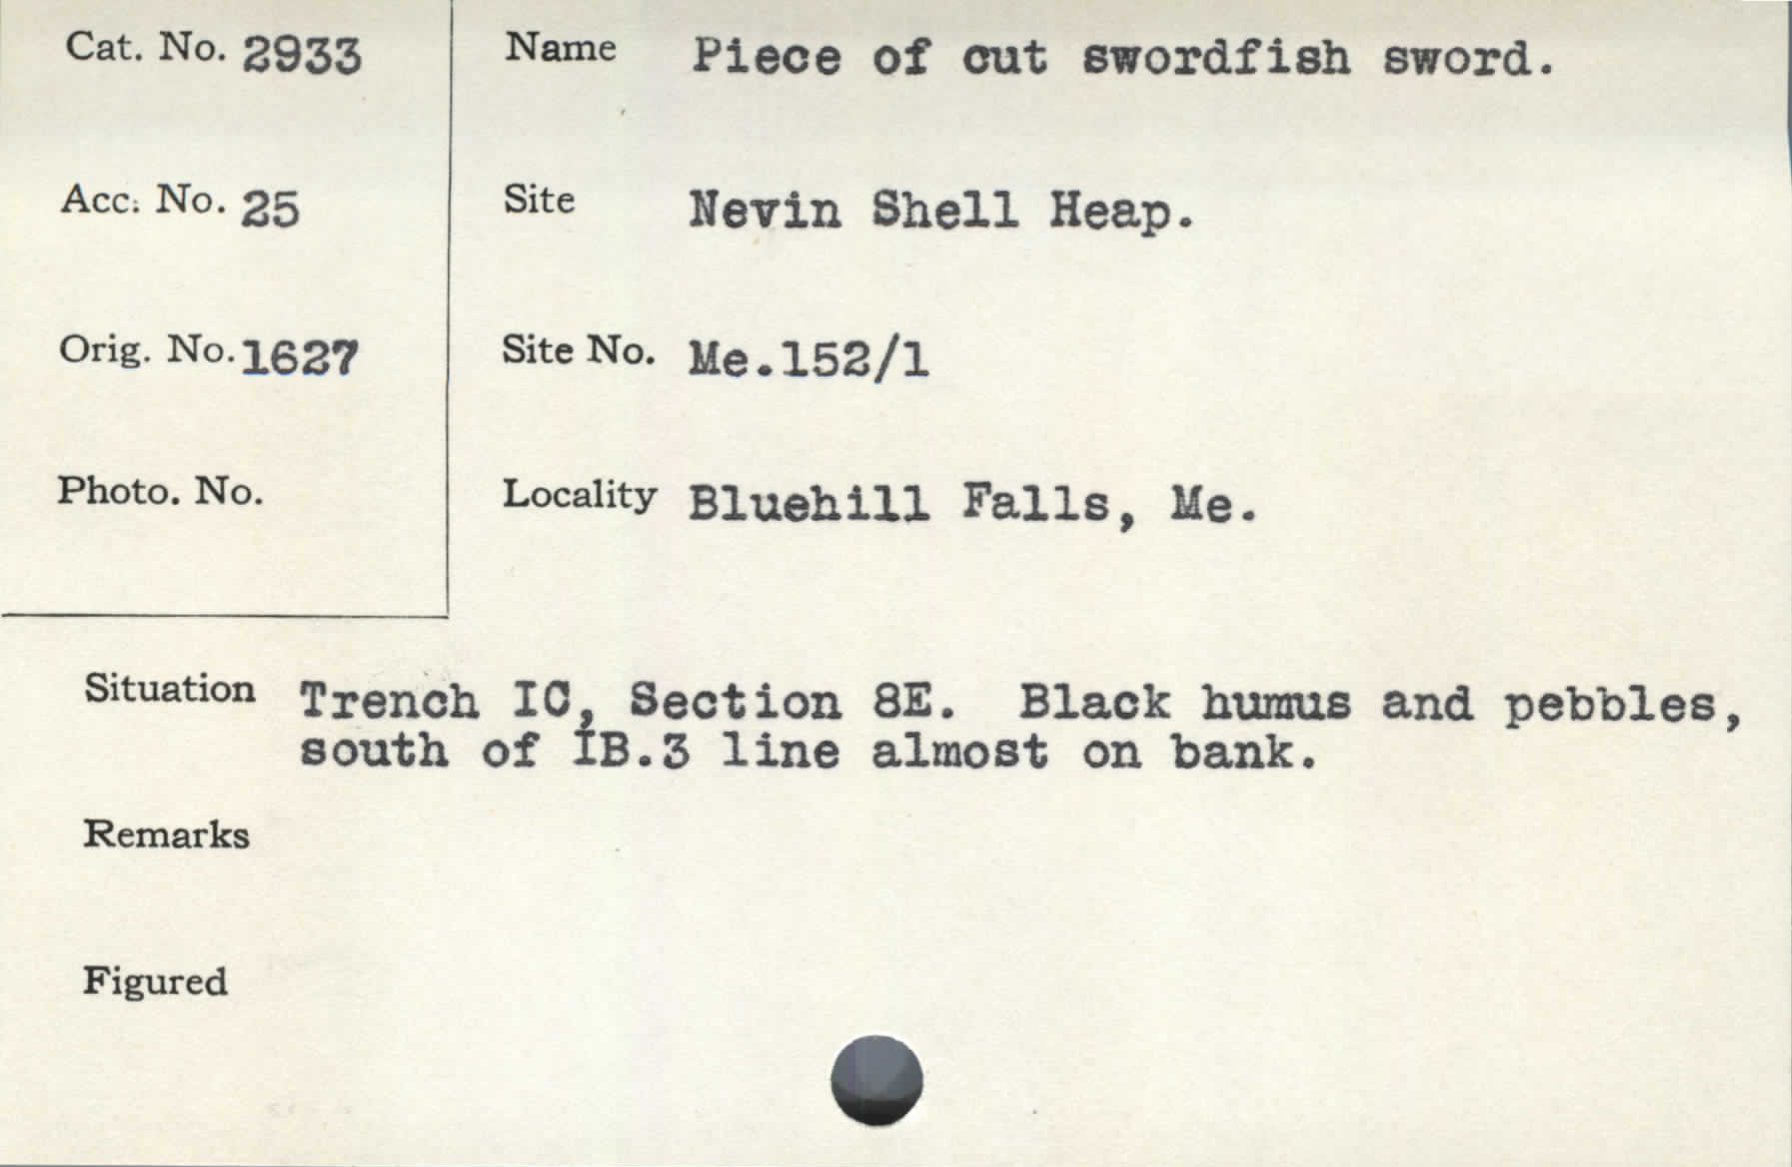 Cat. No. 2933
Acc. No. 25
Orig. No. 1627
Photo. No.
Name Piece of cut swordfish sword.
Site Nevin Shell Heap.
Site No. Me.152/1
Locality Bluehill Falls, Me.
Situation Trench IC, Section 8E. Black humus and pebbles,
south of IB.3 line almost on bank.
Remarks
Figured